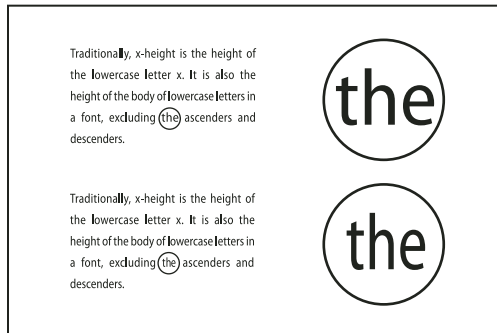 Traditionally, x-height is the height of
the lowercase letter x. It is also the
height of the body of lowercase letters in
a font, excluding the ascenders and
descenders.
the
Traditionally, x-height is the height of
the lowercase letter x. It is also the
height of the body of lowercase letters in
a font, excluding the ascenders and
descenders.
the